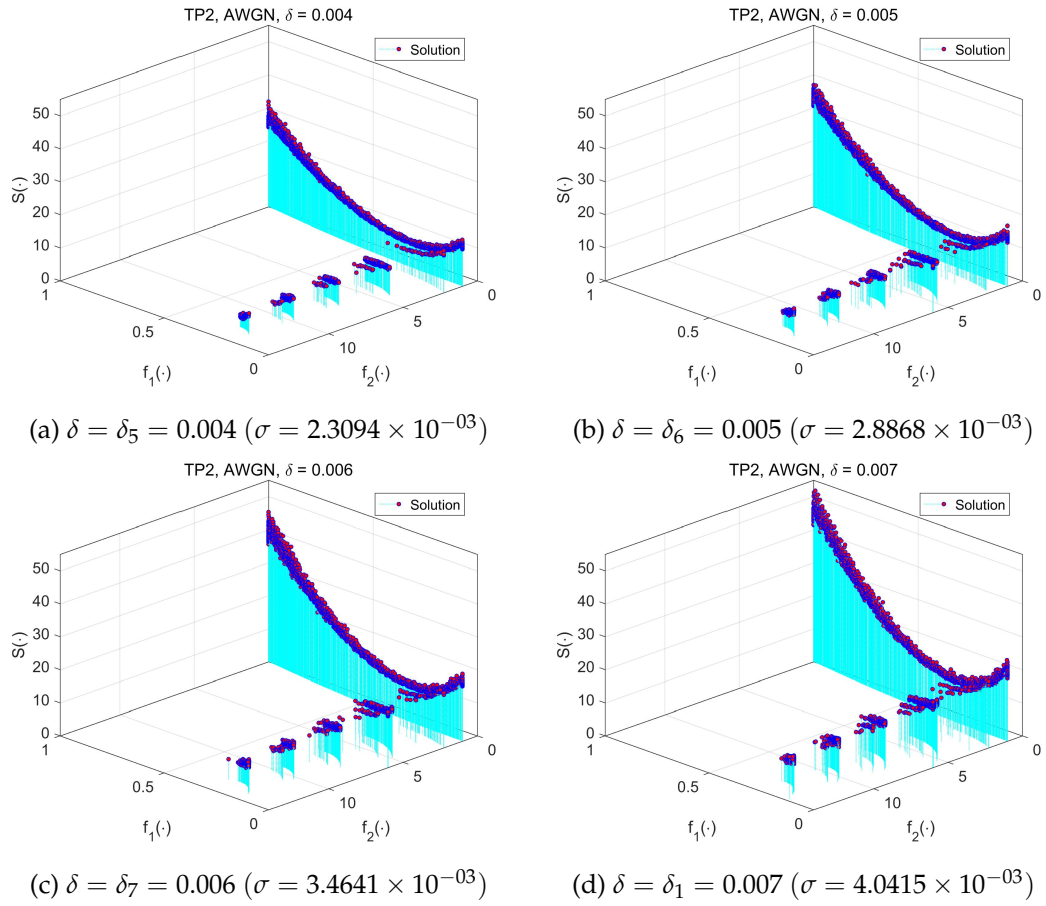 TP2, AWGN, δ = 0.004
Solution
50
40
30
20
10
0
S(·)
1
0.5
0
f₁(·)
10
5
0
f₂(·)
(a) δ = δ₅ = 0.004 (σ = 2.3094 × 10⁻⁰³)
TP2, AWGN, δ = 0.005
Solution
50
40
30
20
10
0
S(·)
1
0.5
0
f₁(·)
10
5
0
f₂(·)
(b) δ = δ₆ = 0.005 (σ = 2.8868 × 10⁻⁰³)
TP2, AWGN, δ = 0.006
Solution
50
40
30
20
10
0
S(·)
1
0.5
0
f₁(·)
10
5
0
f₂(·)
(c) δ = δ₇ = 0.006 (σ = 3.4641 × 10⁻⁰³)
TP2, AWGN, δ = 0.007
Solution
50
40
30
20
10
0
S(·)
1
0.5
0
f₁(·)
10
5
0
f₂(·)
(d) δ = δ₁ = 0.007 (σ = 4.0415 × 10⁻⁰³)